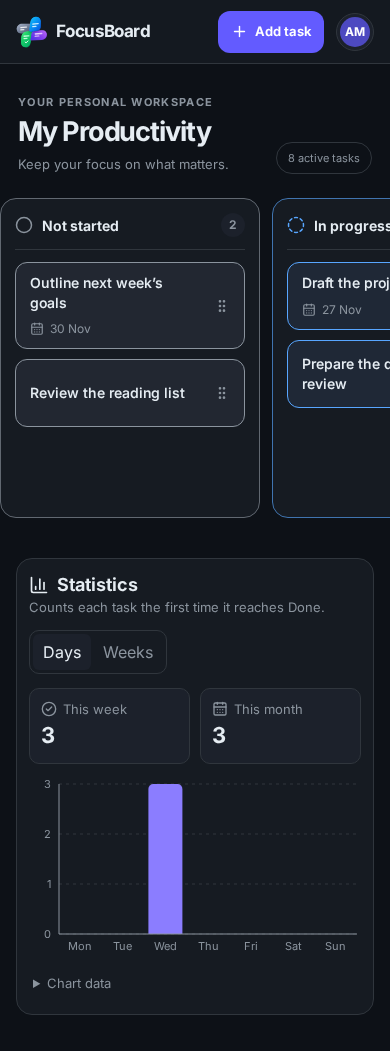 FocusBoard
Add task
AM
YOUR PERSONAL WORKSPACE
My Productivity
Keep your focus on what matters.
8 active tasks
Not started
2
Outline next week’s
goals
30 Nov
Review the reading list
In progress
Draft the proj
27 Nov
Prepare the d
review
Statistics
Counts each task the first time it reaches Done.
Days
Weeks
This week
3
This month
3
3
2
1
0
Mon Tue Wed Thu Fri Sat Sun
Chart data